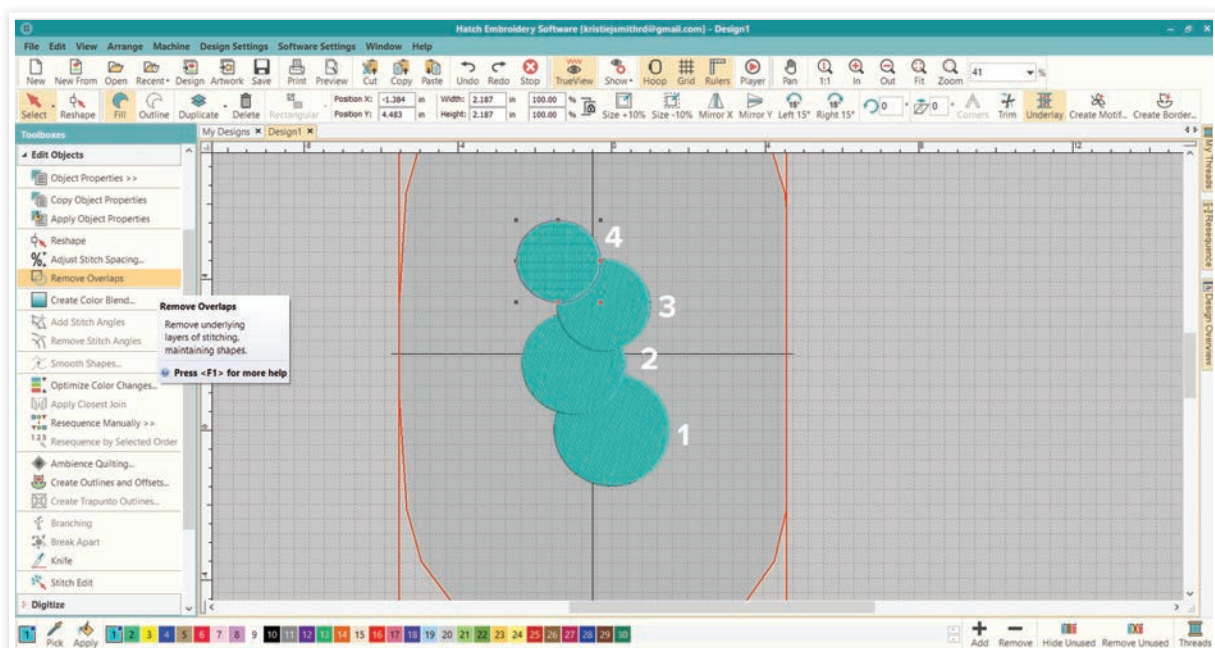 Hatch Embroidery Software [kristiejsmithrd@gmail.com] - Design1
File Edit View Arrange Machine Design Settings Software Settings Window Help
New New From Open Recent Design Artwork Save Print Preview Cut Copy Paste Undo Redo Stop TrueView Show Hoop Grid Rulers Player Pan 1:1 In Out Fit Zoom 41 %
Select Reshape Fill Outline Duplicate Delete Rectangular Position X: -1.384 in Width: 2.187 in 100.00 % Size +10% Size -10% Mirror X Mirror Y Left 15° Right 15° 0 0 Corners Trim Underlay Create Motif... Create Border...
Position Y: 4.483 in Height: 2.187 in 100.00 %
Toolboxes
My Designs Design1
Edit Objects
Object Properties >>
Copy Object Properties
Apply Object Properties
Reshape
Adjust Stitch Spacing...
Remove Overlaps
Create Color Blend...
Add Stitch Angles
Remove Stitch Angles
Smooth Shapes...
Optimize Color Changes...
Apply Closest Join
Resequence Manually >>
Resequence by Selected Order
Ambience Quilting...
Create Outlines and Offsets...
Create Trapunto Outlines...
Branching
Break Apart
Knife
Stitch Edit
Digitize
Remove Overlaps
Remove underlying
layers of stitching,
maintaining shapes.
Press <F1> for more help
4
3
2
1
My Threads
Resequence
Design Overview
Pick Apply 1 1 2 3 4 5 6 7 8 9 10 11 12 13 14 15 16 17 18 19 20 21 22 23 24 25 26 27 28 29 30 Add Remove Hide Unused Remove Unused Threads